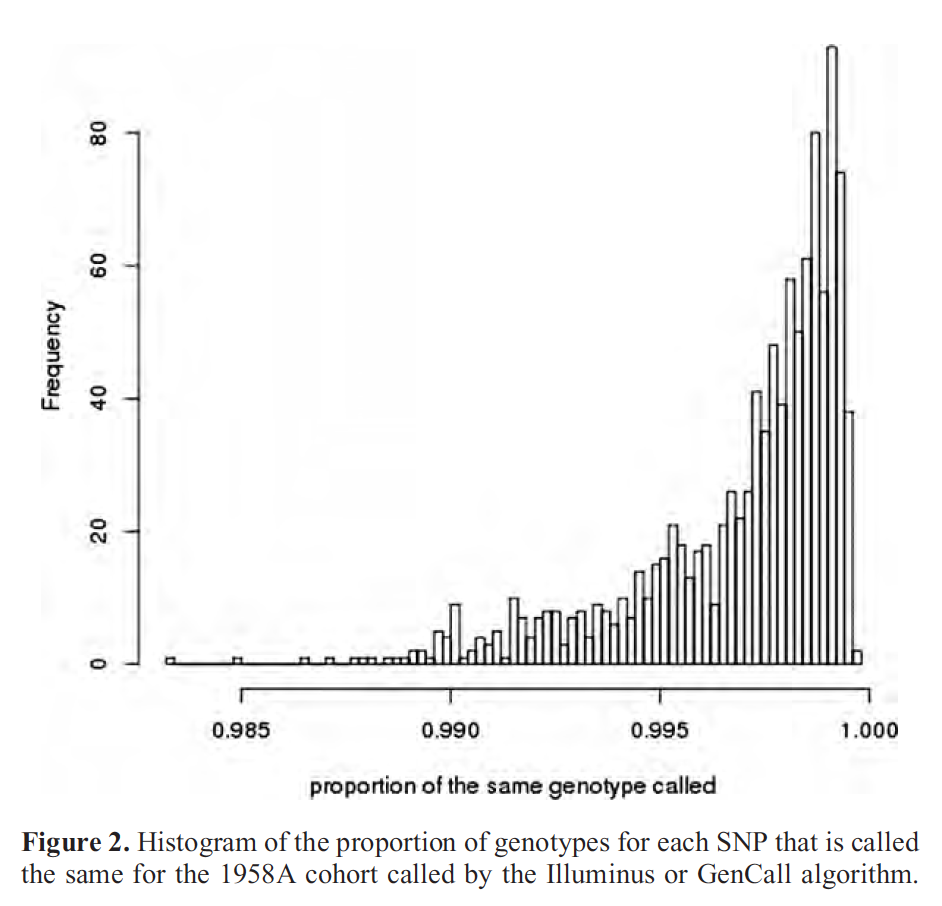 80
60
40
20
0
Frequency
0.985 0.990 0.995 1.000
proportion of the same genotype called
Figure 2. Histogram of the proportion of genotypes for each SNP that is called
the same for the 1958A cohort called by the Illuminus or GenCall algorithm.